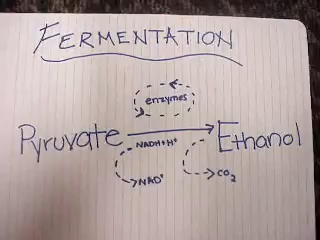 FERMENTATION
enzymes
Pyruvate
Ethanol
NADH+H⁺
NAD⁺
CO₂